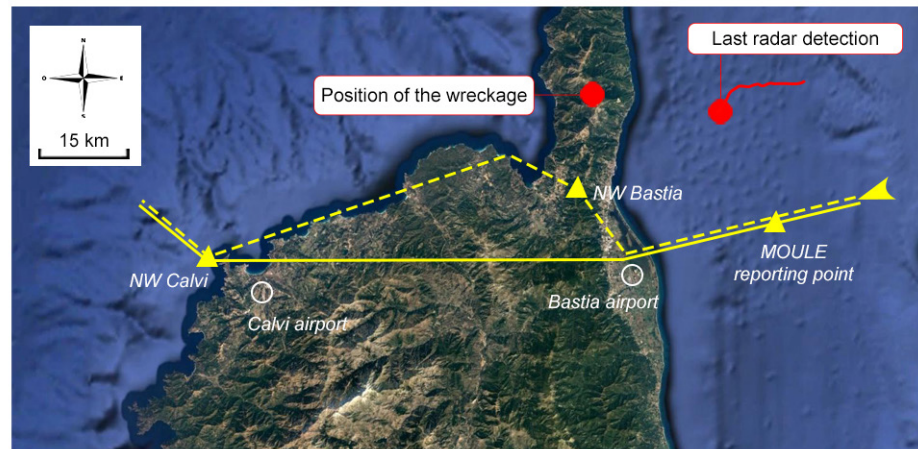 N
O
E
S
15 km
Last radar detection
Position of the wreckage
NW Bastia
NW Calvi
MOULE
reporting point
Bastia airport
Calvi airport